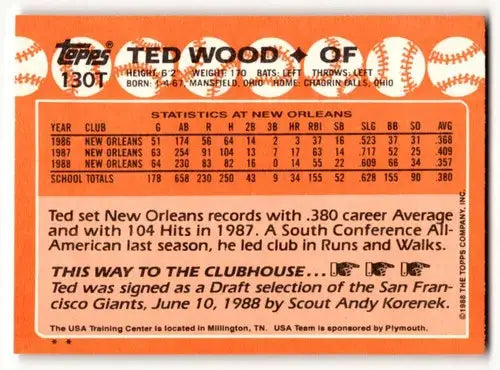 Topps®
130T
TED WOOD ✦ OF
HEIGHT: 6'2 WEIGHT: 170 BATS: LEFT THROWS: LEFT
BORN: 1-4-67, MANSFIELD, OHIO HOME: CHAGRIN FALLS, OHIO
STATISTICS AT NEW ORLEANS
YEAR CLUB G AB R H 2B 3B HR RBI SB SLG BB SO AVG
1986 NEW ORLEANS 51 174 56 64 14 2 3 37 16 .523 37 31 .368
1987 NEW ORLEANS 63 254 91 104 13 7 17 63 14 .717 52 25 .409
1988 NEW ORLEANS 64 230 83 82 16 0 14 55 22 .609 66 34 .357
SCHOOL TOTALS 178 658 230 250 43 9 34 155 52 .628 155 90 .380
Ted set New Orleans records with .380 career Average
and with 104 Hits in 1987. A South Conference All-
American last season, he led club in Runs and Walks.
THIS WAY TO THE CLUBHOUSE...
Ted was signed as a Draft selection of the San Fran-
cisco Giants, June 10, 1988 by Scout Andy Korenek.
The USA Training Center is located in Millington, TN. USA Team is sponsored by Plymouth.
* *
©1988 THE TOPPS COMPANY, INC.